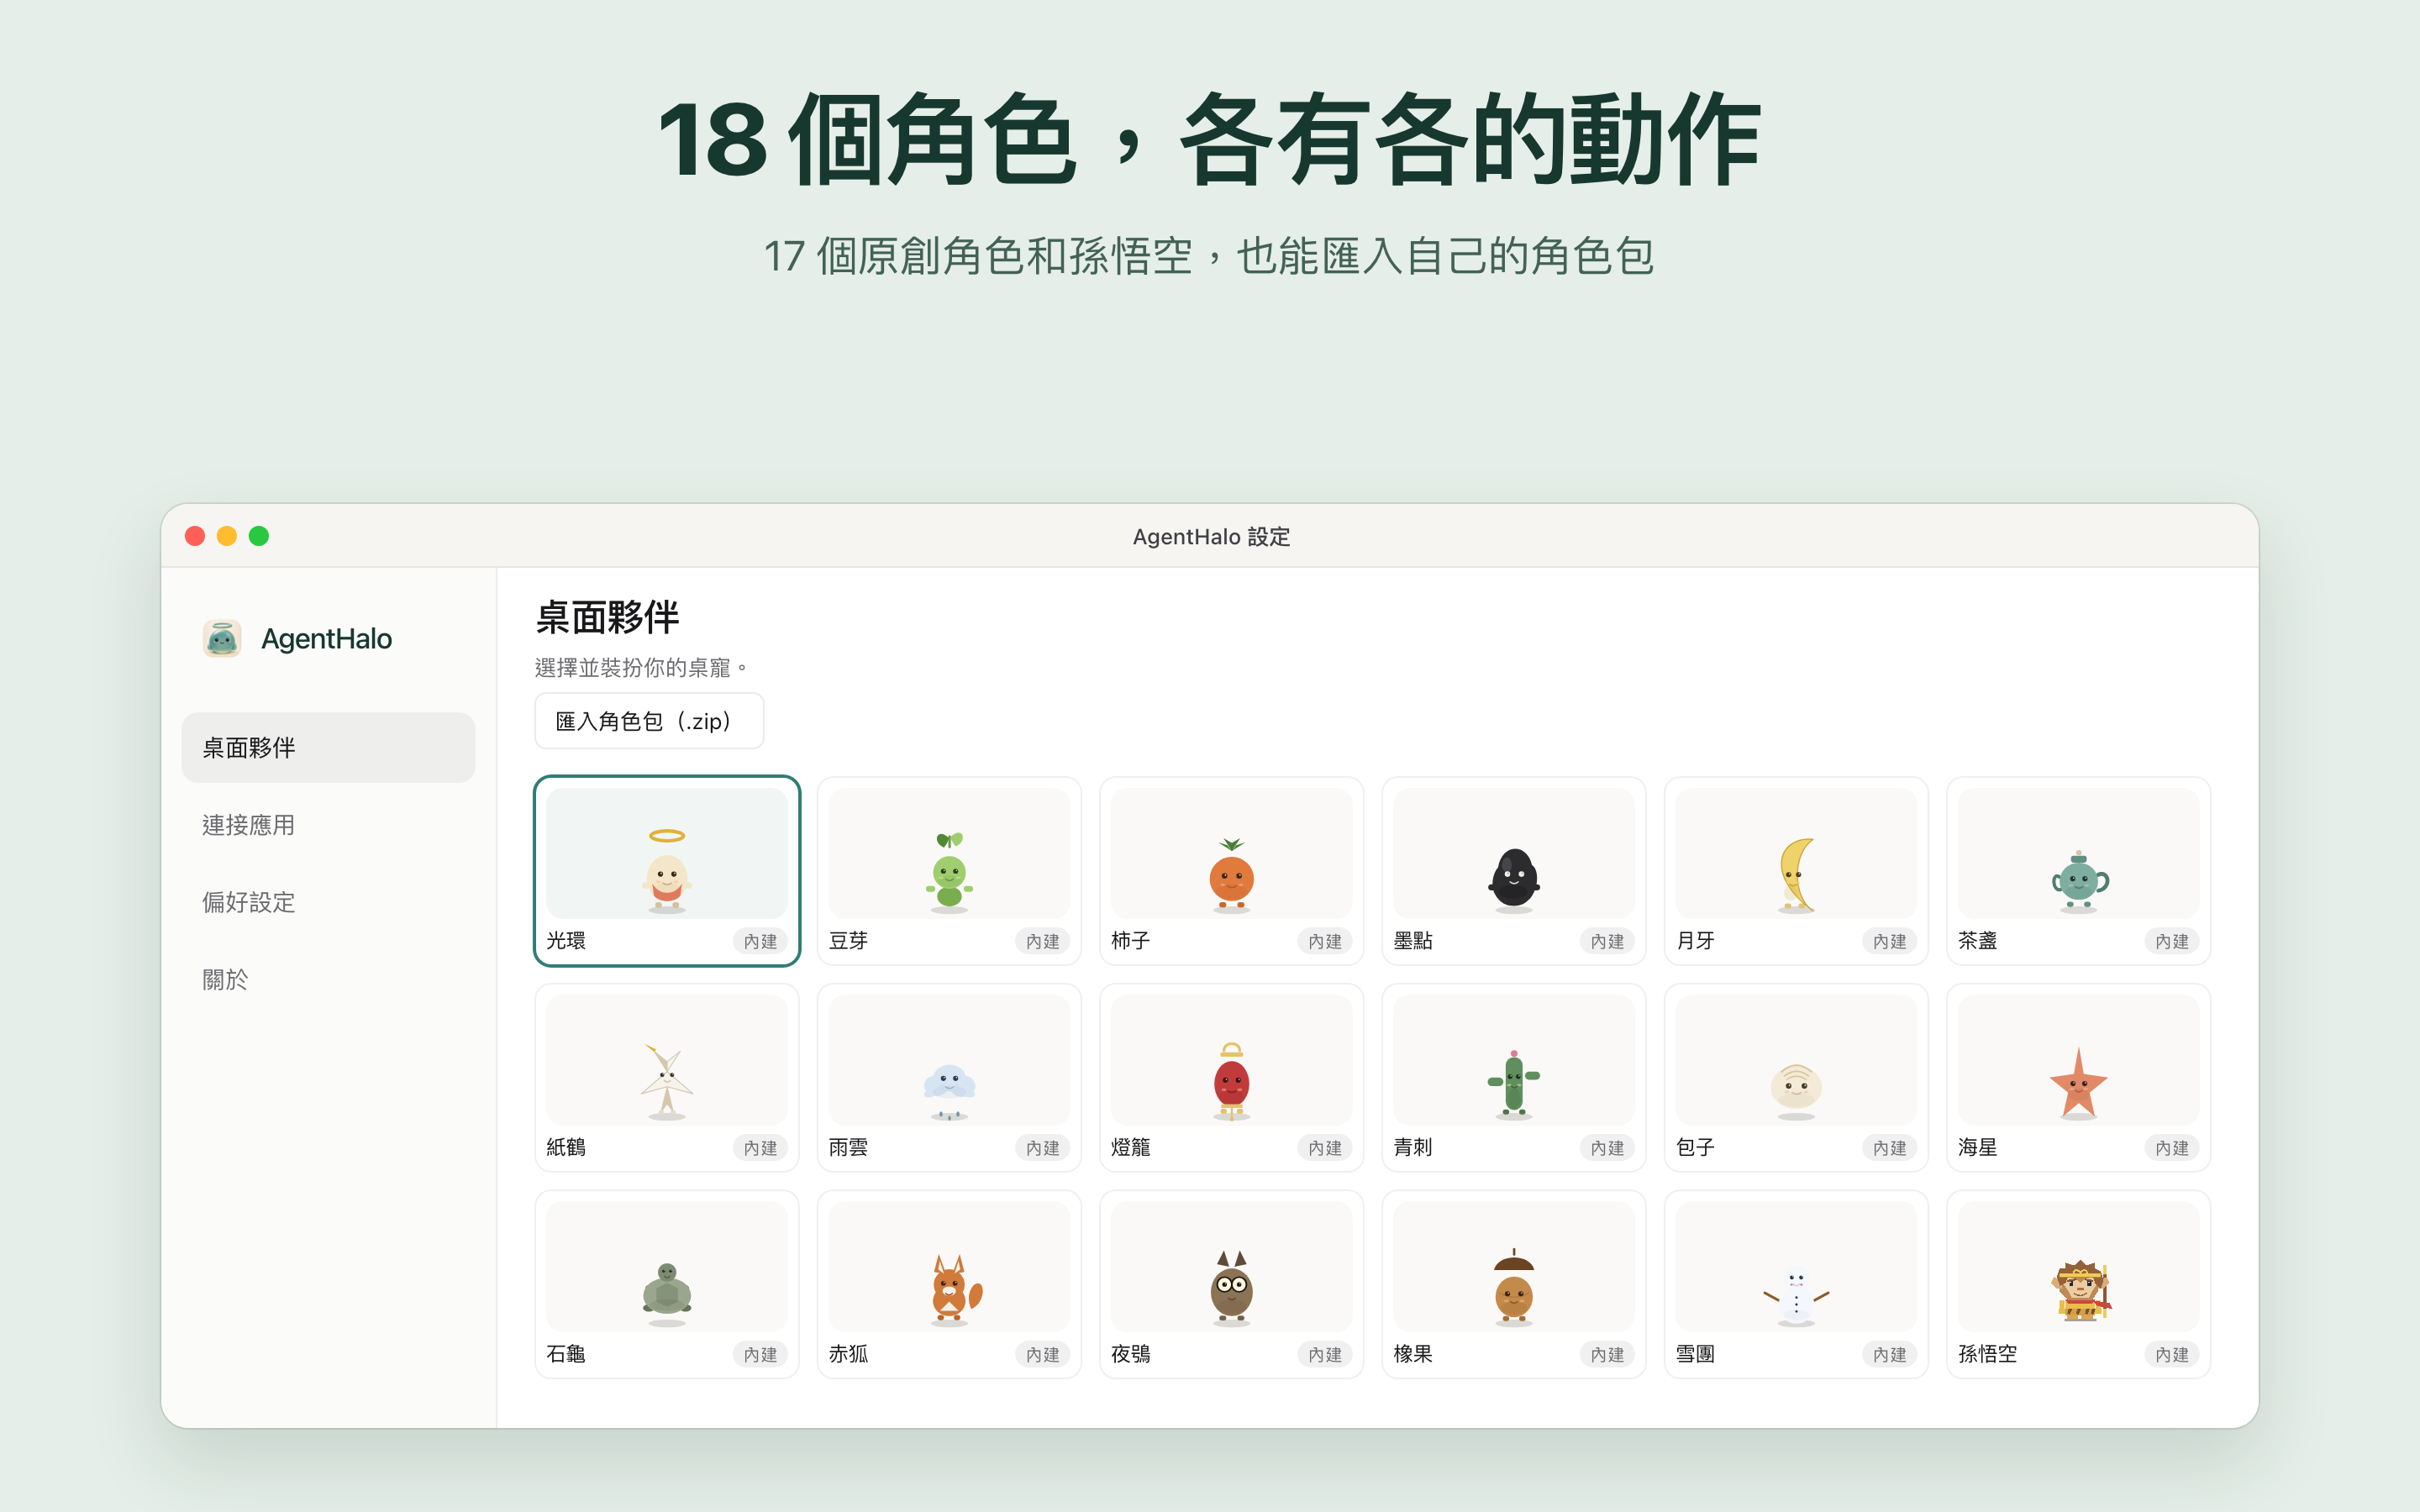 18 個角色，各有各的動作
17 個原創角色和孫悟空，也能匯入自己的角色包
AgentHalo 設定
AgentHalo
桌面夥伴
連接應用
偏好設定
關於
桌面夥伴
選擇並裝扮你的桌寵。
匯入角色包（.zip）
光環 內建
豆芽 內建
柿子 內建
墨點 內建
月牙 內建
茶盞 內建
紙鶴 內建
雨雲 內建
燈籠 內建
青刺 內建
包子 內建
海星 內建
石龜 內建
赤狐 內建
夜鴞 內建
橡果 內建
雪團 內建
孫悟空 內建